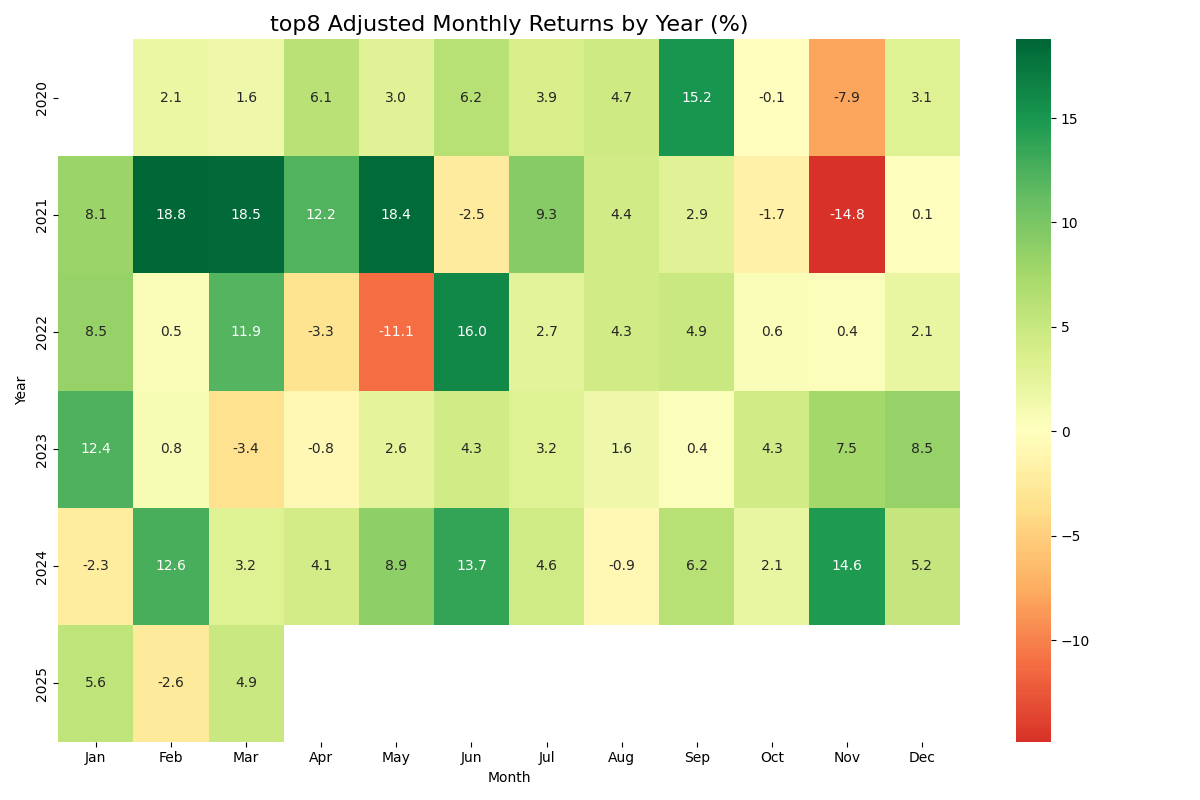 top8 Adjusted Monthly Returns by Year (%)
2020 2.1 1.6 6.1 3.0 6.2 3.9 4.7 15.2 -0.1 -7.9 3.1
2021 8.1 18.8 18.5 12.2 18.4 -2.5 9.3 4.4 2.9 -1.7 -14.8 0.1
2022 8.5 0.5 11.9 -3.3 -11.1 16.0 2.7 4.3 4.9 0.6 0.4 2.1
Year
2023 12.4 0.8 -3.4 -0.8 2.6 4.3 3.2 1.6 0.4 4.3 7.5 8.5
2024 -2.3 12.6 3.2 4.1 8.9 13.7 4.6 -0.9 6.2 2.1 14.6 5.2
2025 5.6 -2.6 4.9
Jan Feb Mar Apr May Jun Jul Aug Sep Oct Nov Dec
Month
15
10
5
0
−5
−10